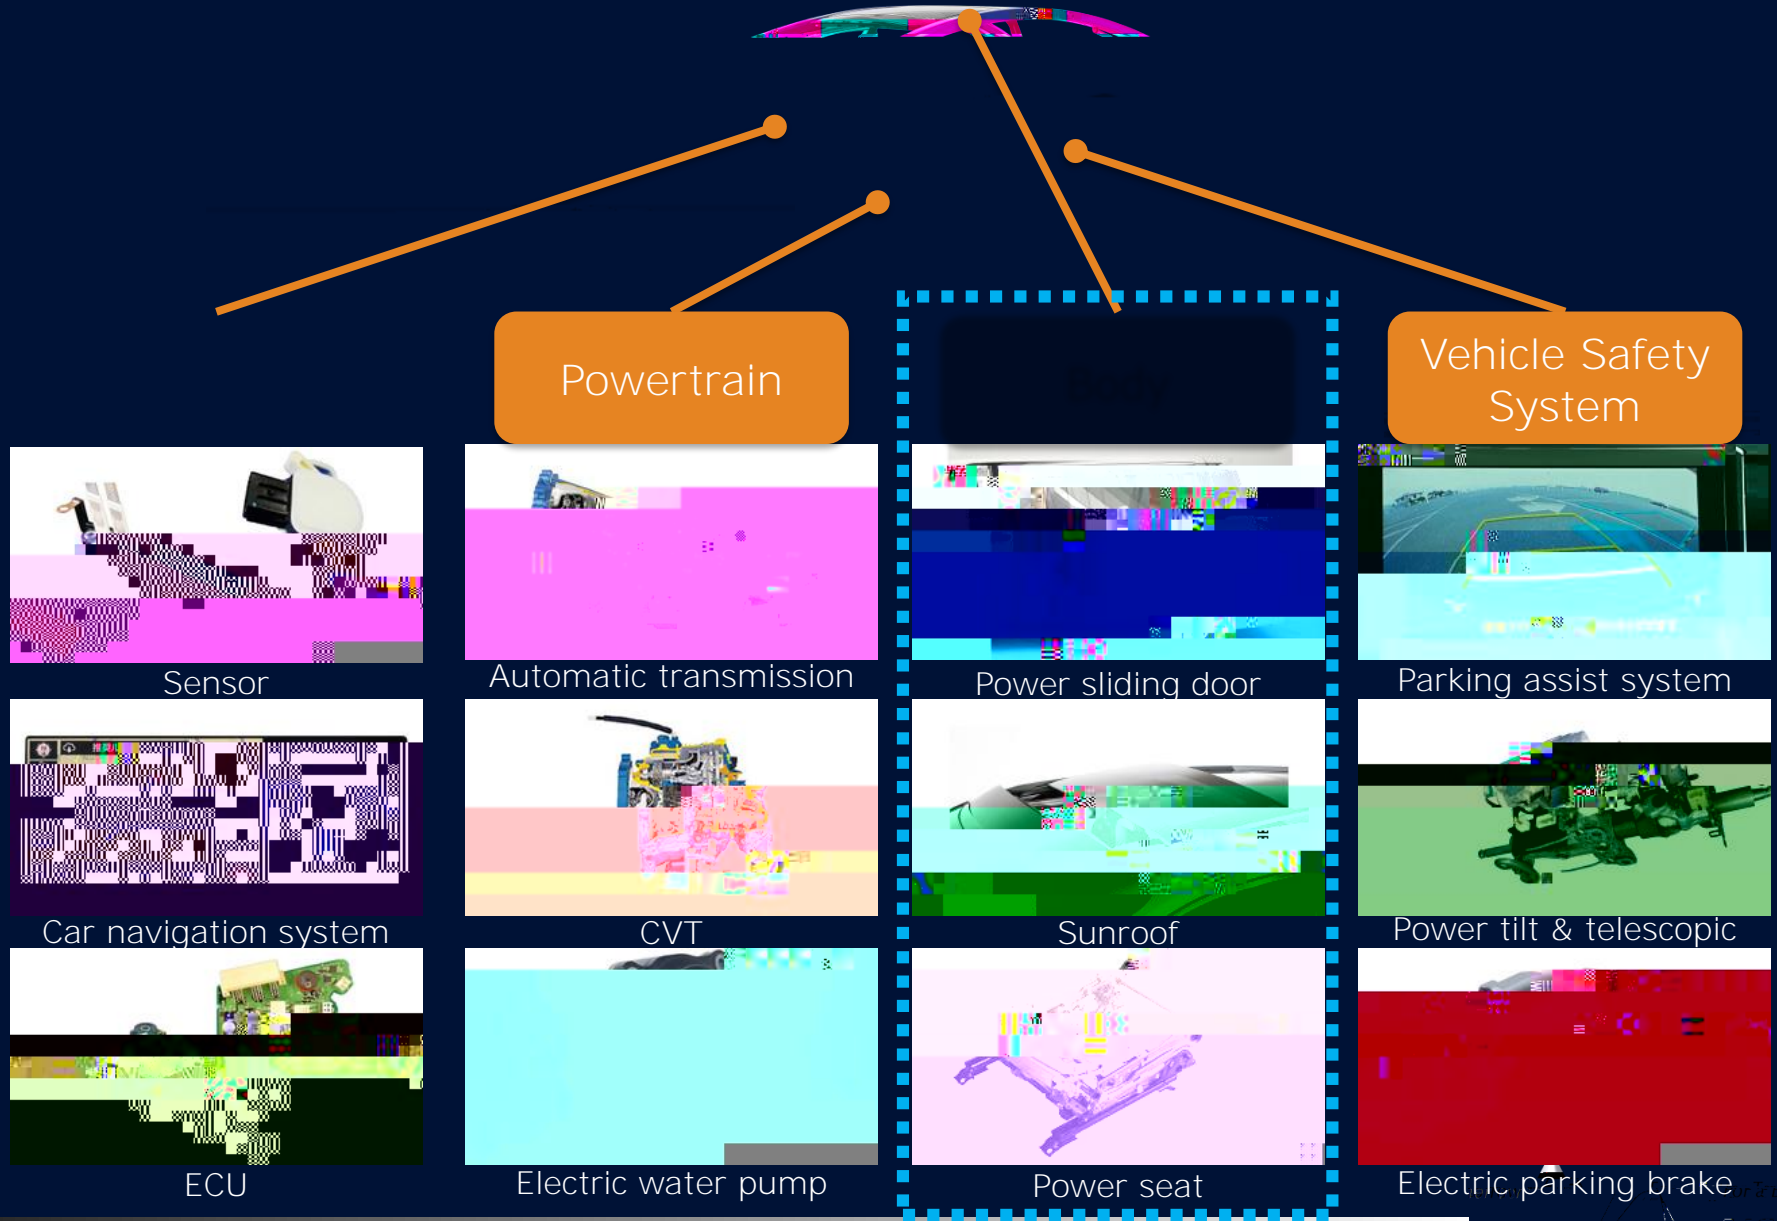 Powertrain
Vehicle Safety
System
Sensor
Automatic transmission
Power sliding door
Parking assist system
Car navigation system
CVT
Sunroof
Power tilt & telescopic
ECU
Electric water pump
Power seat
Electric parking brake